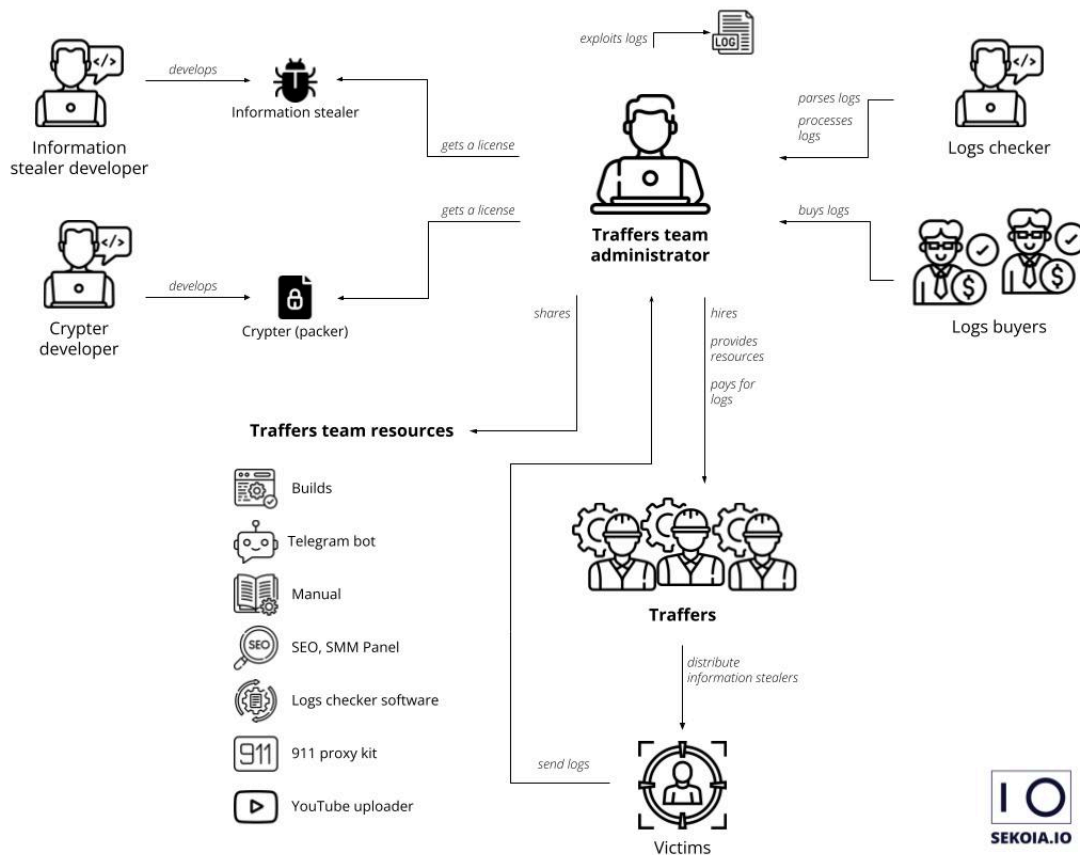 exploits logs
LOG
</>
develops
Information stealer
Information
stealer developer
gets a license
parses logs
processes
logs
Logs checker
</>
develops
Crypter (packer)
Crypter
developer
gets a license
Traffers team
administrator
buys logs
$
$
Logs buyers
shares
hires
provides
resources
pays for
logs
Traffers team resources
Builds
Telegram bot
Manual
SEO
SEO, SMM Panel
Logs checker software
911
911 proxy kit
YouTube uploader
Traffers
distribute
information stealers
send logs
Victims
IO
SEKOIA.IO
</>